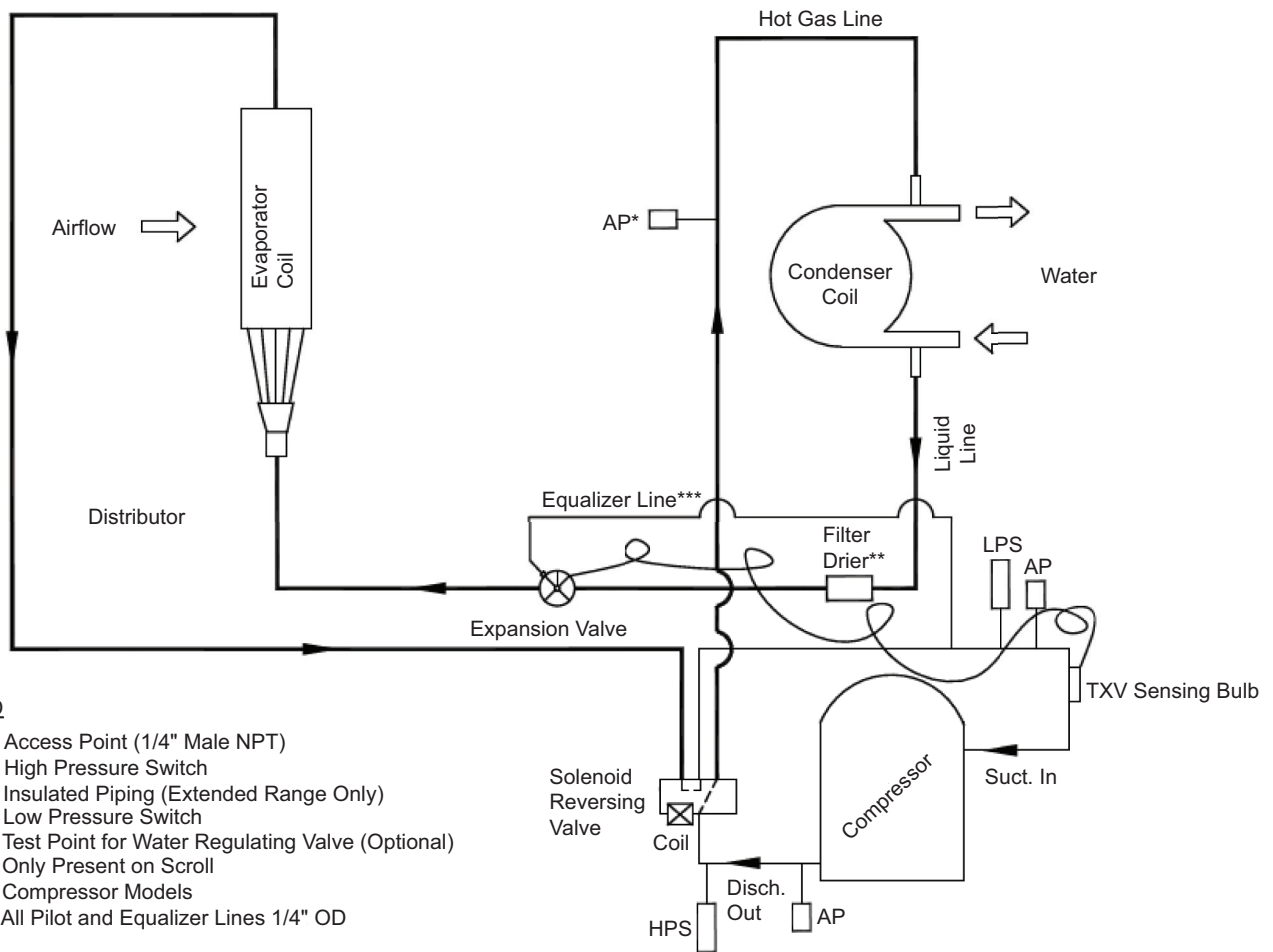 Hot Gas Line
Airflow
Evaporator
Coil
AP*
Condenser
Coil
Water
Liquid
Line
Distributor
Equalizer Line***
Filter
Drier**
LPS
AP
Expansion Valve
TXV Sensing Bulb
Suct. In
Compressor
Solenoid
Reversing
Valve
Coil
Disch.
Out
HPS
AP
Access Point (1/4" Male NPT)
High Pressure Switch
Insulated Piping (Extended Range Only)
Low Pressure Switch
Test Point for Water Regulating Valve (Optional)
Only Present on Scroll
Compressor Models
All Pilot and Equalizer Lines 1/4" OD